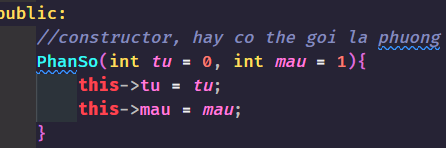 public:
//constructor, hay co the goi la phuong
PhanSo(int tu = 0, int mau = 1){
this->tu = tu;
this->mau = mau;
}